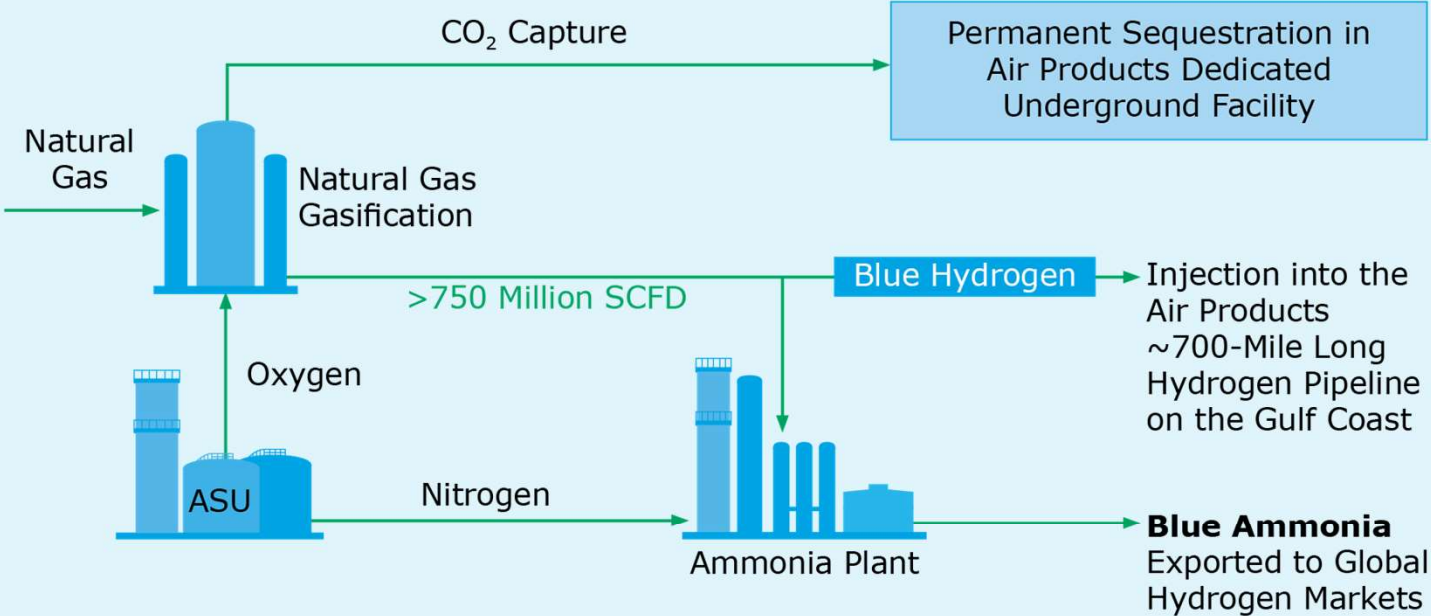 CO₂ Capture
Permanent Sequestration in
Air Products Dedicated
Underground Facility
Natural
Gas
Natural Gas
Gasification
>750 Million SCFD
Blue Hydrogen
Injection into the
Air Products
~700-Mile Long
Hydrogen Pipeline
on the Gulf Coast
Oxygen
ASU
Nitrogen
Ammonia Plant
Blue Ammonia
Exported to Global
Hydrogen Markets